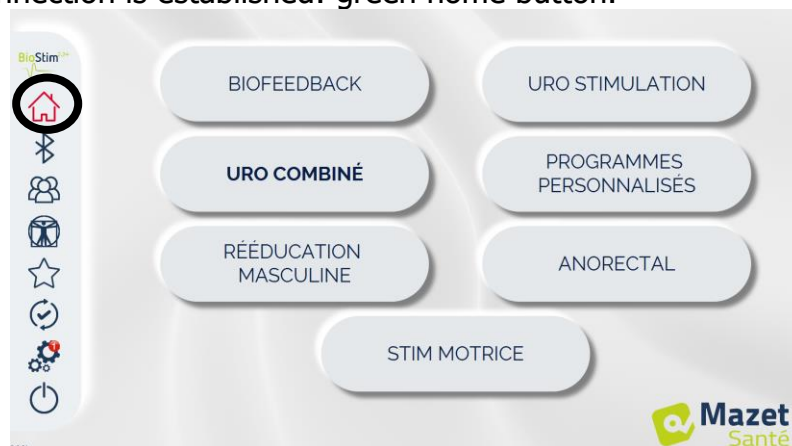 nection is established: green home button.
BioStim
BIOFEEDBACK
URO STIMULATION
URO COMBINÉ
PROGRAMMES
PERSONNALISÉS
RÉÉDUCATION
MASCULINE
ANORECTAL
STIM MOTRICE
Mazet
Santé